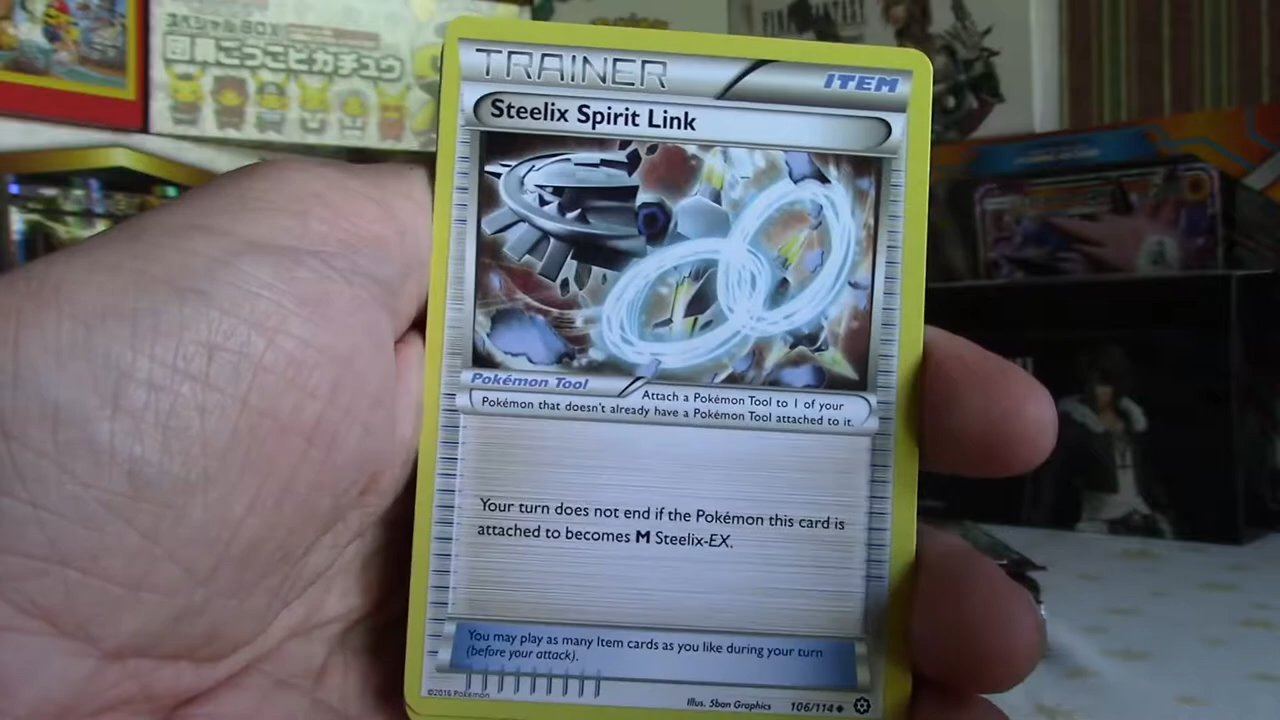 スペシャルBOX
団員ごっこピカチュウ
FINAL FANTASY
TRAINER
ITEM
Steelix Spirit Link
Pokémon Tool
Attach a Pokémon Tool to 1 of your
Pokémon that doesn't already have a Pokémon Tool attached to it.
Your turn does not end if the Pokémon this card is
attached to becomes M Steelix-EX.
You may play as many Item cards as you like during your turn
(before your attack).
©2016 Pokémon
Illus. 5ban Graphics 106/114